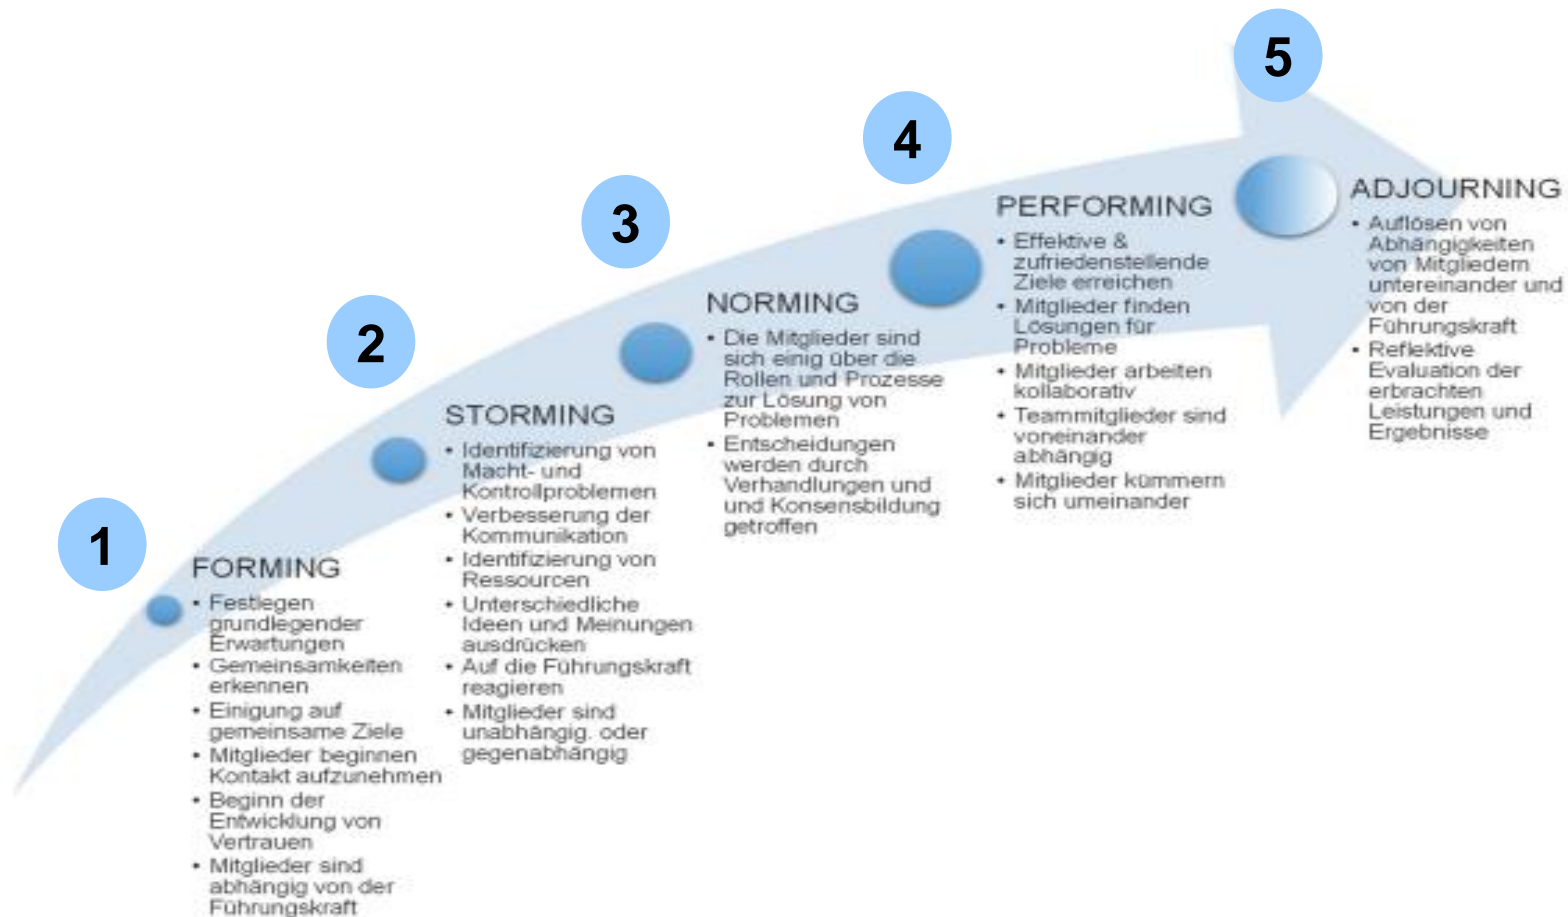 1
FORMING
• Festlegen
grundlegender
Erwartungen
• Gemeinsamkeiten
erkennen
• Einigung auf
gemeinsame Ziele
• Mitglieder beginnen
Kontakt aufzunehmen
• Beginn der
Entwicklung von
Vertrauen
• Mitglieder sind
abhängig von der
Führungskraft
2
STORMING
• Identifizierung von
Macht- und
Kontrollproblemen
• Verbesserung der
Kommunikation
• Identifizierung von
Ressourcen
• Unterschiedliche
Ideen und Meinungen
ausdrücken
• Auf die Führungskraft
reagieren
• Mitglieder sind
unabhängig. oder
gegenabhängig
3
NORMING
• Die Mitglieder sind
sich einig über die
Rollen und Prozesse
zur Lösung von
Problemen
• Entscheidungen
werden durch
Verhandlungen und
und Konsensbildung
getroffen
4
PERFORMING
• Effektive &
zufriedenstellende
Ziele erreichen
• Mitglieder finden
Lösungen für
Probleme
• Mitglieder arbeiten
kollaborativ
• Teammitglieder sind
voneinander
abhängig
• Mitglieder kümmern
sich umeinander
5
ADJOURNING
• Auflösen von
Abhängigkeiten
von Mitgliedern
untereinander und
von der
Führungskraft
• Reflektive
Evaluation der
erbrachten
Leistungen und
Ergebnisse